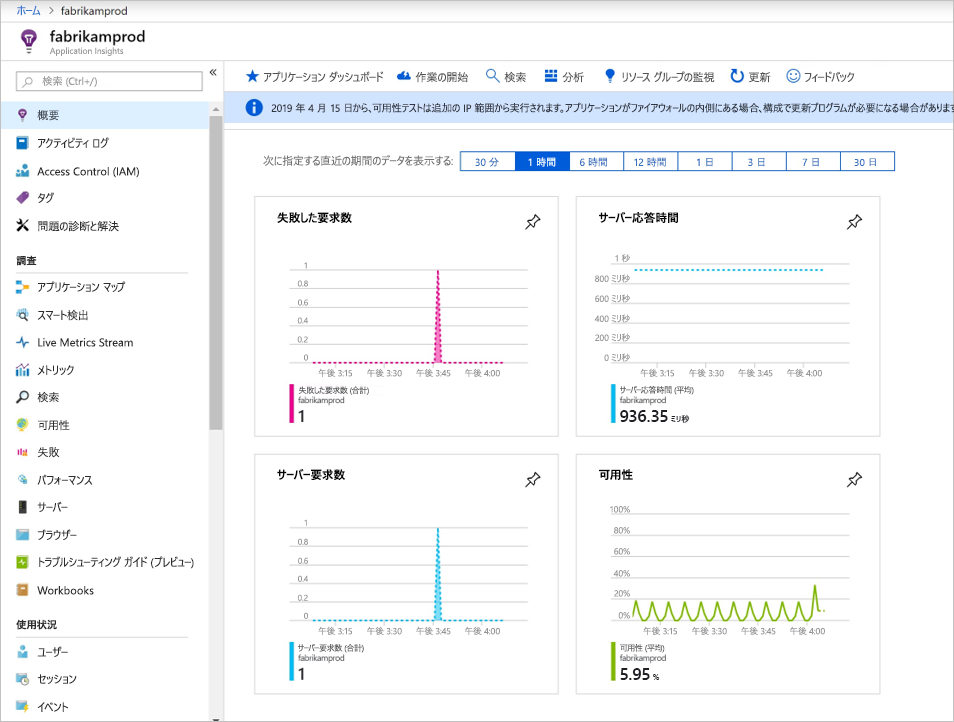 ホーム > fabrikamprod
fabrikamprod
Application Insights
検索 (Ctrl+/)
«
概要
アクティビティ ログ
Access Control (IAM)
タグ
問題の診断と解決
調査
アプリケーション マップ
スマート検出
Live Metrics Stream
メトリック
検索
可用性
失敗
パフォーマンス
サーバー
ブラウザー
トラブルシューティング ガイド (プレビュー)
Workbooks
使用状況
ユーザー
セッション
イベント
アプリケーション ダッシュボード 作業の開始 検索 分析 リソース グループの監視 更新 フィードバック
2019 年 4 月 15 日から、可用性テストは追加の IP 範囲から実行されます。アプリケーションがファイアウォールの内側にある場合、構成で更新プログラムが必要になる場合があります
次に指定する直近の期間のデータを表示する: 30 分 1 時間 6 時間 12 時間 1 日 3 日 7 日 30 日
失敗した要求数
1
0.8
0.6
0.4
0.2
0
午後 3:15 午後 3:30 午後 3:45 午後 4:00
失敗した要求数 (合計)
fabrikamprod
1
サーバー応答時間
1 秒
800 ミリ秒
600 ミリ秒
400 ミリ秒
200 ミリ秒
0 ミリ秒
午後 3:15 午後 3:30 午後 3:45 午後 4:00
サーバー応答時間 (平均)
fabrikamprod
936.35 ミリ秒
サーバー要求数
1
0.8
0.6
0.4
0.2
0
午後 3:15 午後 3:30 午後 3:45 午後 4:00
サーバー要求数 (合計)
fabrikamprod
1
可用性
100%
80%
60%
40%
20%
0%
午後 3:15 午後 3:30 午後 3:45 午後 4:00
可用性 (平均)
fabrikamprod
5.95 %